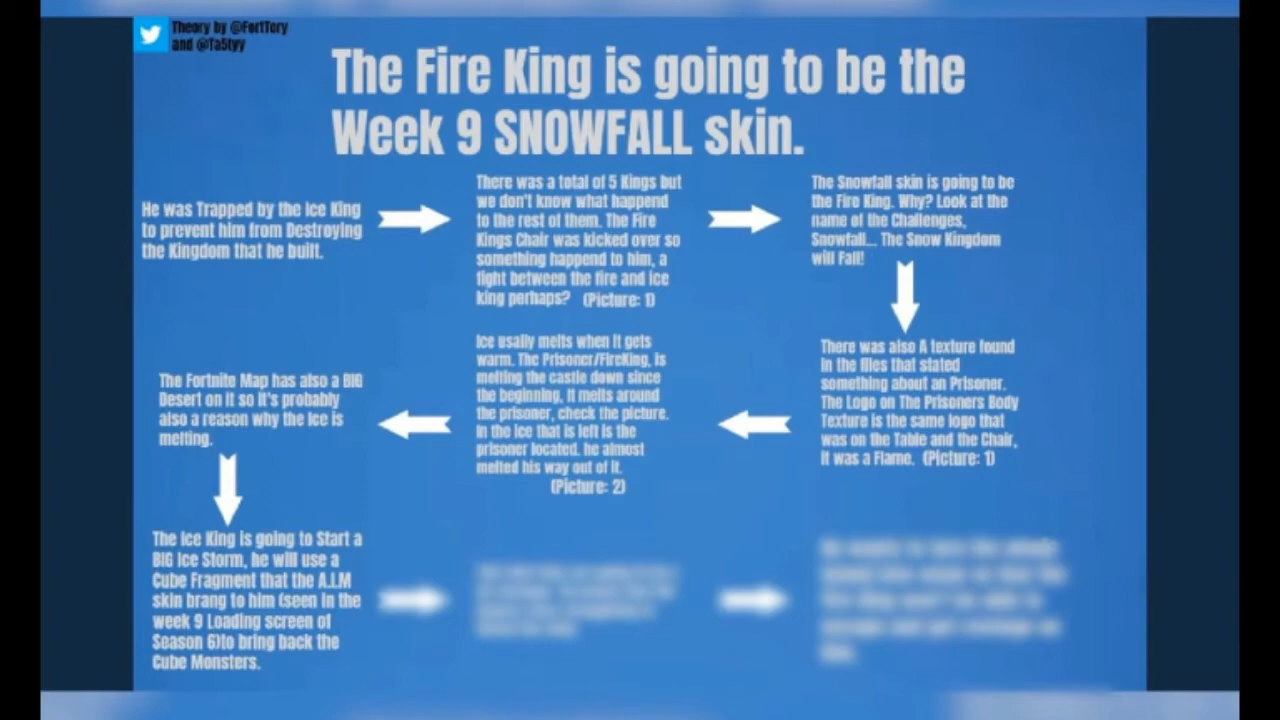 Theory by @FortTory
and @Ta5tyy
The Fire King is going to be the
Week 9 SNOWFALL skin.
He was Trapped by the Ice King
to prevent him from Destroying
the Kingdom that he built.
There was a total of 5 Kings but
we don't know what happend
to the rest of them. The Fire
Kings Chair was kicked over so
something happend to him, a
fight between the fire and ice
king perhaps? (Picture: 1)
The Snowfall skin is going to be
the Fire King. Why? Look at the
name of the Challenges,
Snowfall... The Snow Kingdom
will Fall!
There was also A texture found
in the files that stated
something about an Prisoner.
The Logo on The Prisoners Body
Texture is the same logo that
was on the Table and the Chair,
it was a Flame. (Picture: 1)
Ice usally melts when it gets
warm. The Prisoner/FireKing, is
melting the castle down since
the beginning, it melts around
the prisoner, check the picture.
In the ice that is left is the
prisoner located, he almost
melted his way out of it.
(Picture: 2)
The Fortnite Map has also a BIG
Desert on it so it's probably
also a reason why the Ice is
melting.
The Ice King is going to Start a
BIG Ice Storm, he will use a
Cube Fragment that the A.I.M
skin brang to him (seen in the
week 9 Loading screen of
Season 6)to bring back the
Cube Monsters.